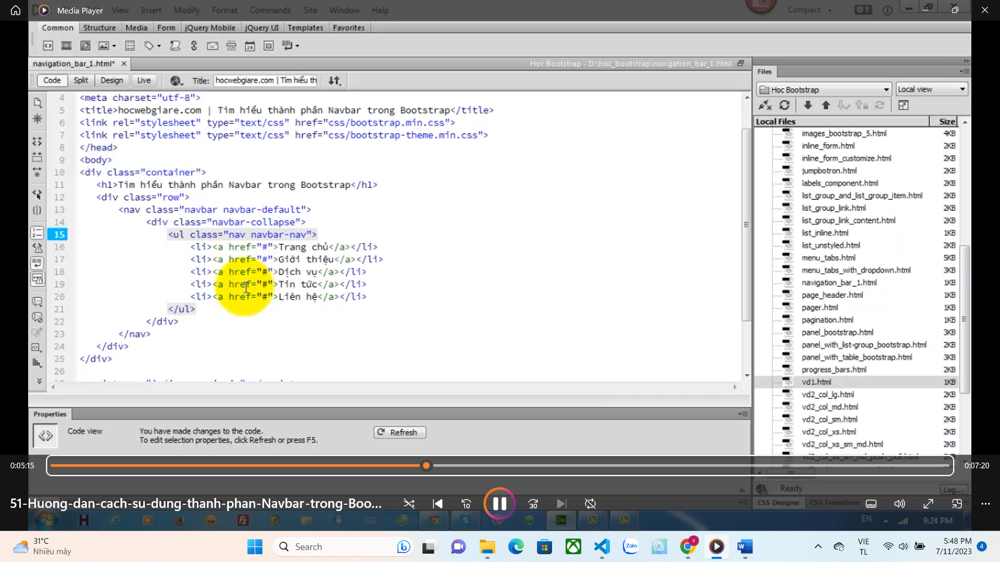 Media Player
View Insert Modify Format Commands Site Window Help
Compact
Common Structure Media Form jQuery Mobile jQuery UI Templates Favorites
navigation_bar_1.html*
Hoc Bootstrap - D:\hoc_bootstrap\navigation_bar_1.html
Code Split Design Live Title: hocwebgiare.com | Tìm hiểu th
4 <meta charset="utf-8">
5 <title>hocwebgiare.com | Tìm hiểu thành phần Navbar trong Bootstrap</title>
6 <link rel="stylesheet" type="text/css" href="css/bootstrap.min.css">
7 <link rel="stylesheet" type="text/css" href="css/bootstrap-theme.min.css">
8 </head>
9 <body>
10 <div class="container">
11 <h1>Tìm hiểu thành phần Navbar trong Bootstrap</h1>
12 <div class="row">
13 <nav class="navbar navbar-default">
14 <div class="navbar-collapse">
15 <ul class="nav navbar-nav">
16 <li><a href="#">Trang chủ</a></li>
17 <li><a href="#">Giới thiệu</a></li>
18 <li><a href="#">Dịch vụ</a></li>
19 <li><a href="#">Tin tức</a></li>
20 <li><a href="#">Liên hệ</a></li>
21 </ul>
22 </div>
23 </nav>
24 </div>
25 </div>
26
Files
Hoc Bootstrap Local view
Local Files Size
images_bootstrap_5.html 4KB
inline_form.html 2KB
inline_form_customize.html 2KB
jumpbotron.html 2KB
labels_component.html 2KB
list_group_and_list_group_item.html 2KB
list_group_link.html 2KB
list_group_link_content.html 2KB
list_inline.html 1KB
list_unstyled.html 2KB
menu_tabs.html 5KB
menu_tabs_with_dropdown.html 3KB
navigation_bar_1.html 1KB
page_header.html 1KB
pager.html 1KB
pagination.html 1KB
panel_bootstrap.html 3KB
panel_with_list-group_bootstrap.html 2KB
panel_with_table_bootstrap.html 3KB
progress_bars.html 2KB
vd1.html 1KB
vd2_col_lg.html 2KB
vd2_col_md.html 2KB
vd2_col_sm.html 2KB
vd2_col_xs.html 2KB
vd2_col_xs_sm_md.html 2KB
vd2_col_xs_sm_md_push_pull.html
Properties
Code view
You have made changes to the code.
To edit selection properties, click Refresh or press F5.
Refresh
0:05:15
0:07:20
Ready Log...
51-Huong-dan-cach-su-dung-thanh-phan-Navbar-trong-Boo...
10
30
CSS Designer CSS Transitions
EN 9:24 PM
31°C
Nhiều mây
Search
Zalo
VIE
TL
5:48 PM
7/11/2023
4